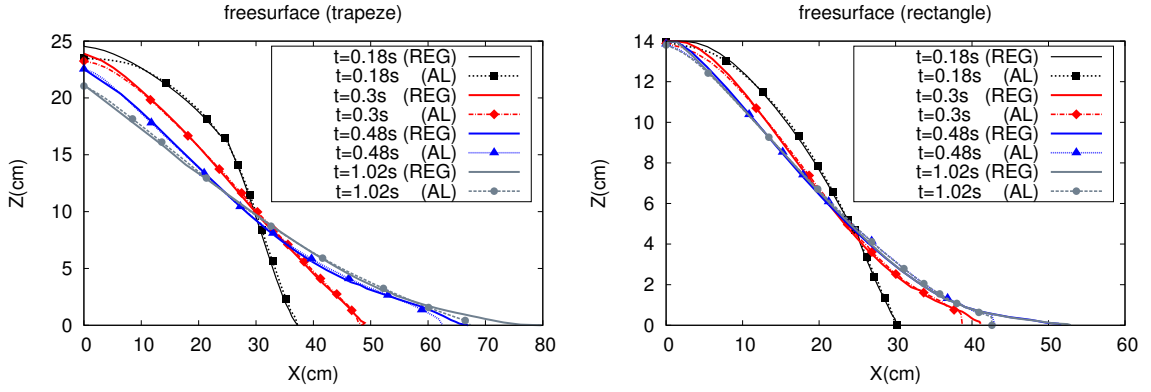 freesurface (trapeze)
25
20
15
10
5
0
Z(cm)
0 10 20 30 40 50 60 70 80
X(cm)
t=0.18s (REG)
t=0.18s (AL)
t=0.3s (REG)
t=0.3s (AL)
t=0.48s (REG)
t=0.48s (AL)
t=1.02s (REG)
t=1.02s (AL)
freesurface (rectangle)
14
12
10
8
6
4
2
0
Z(cm)
0 10 20 30 40 50 60
X(cm)
t=0.18s (REG)
t=0.18s (AL)
t=0.3s (REG)
t=0.3s (AL)
t=0.48s (REG)
t=0.48s (AL)
t=1.02s (REG)
t=1.02s (AL)